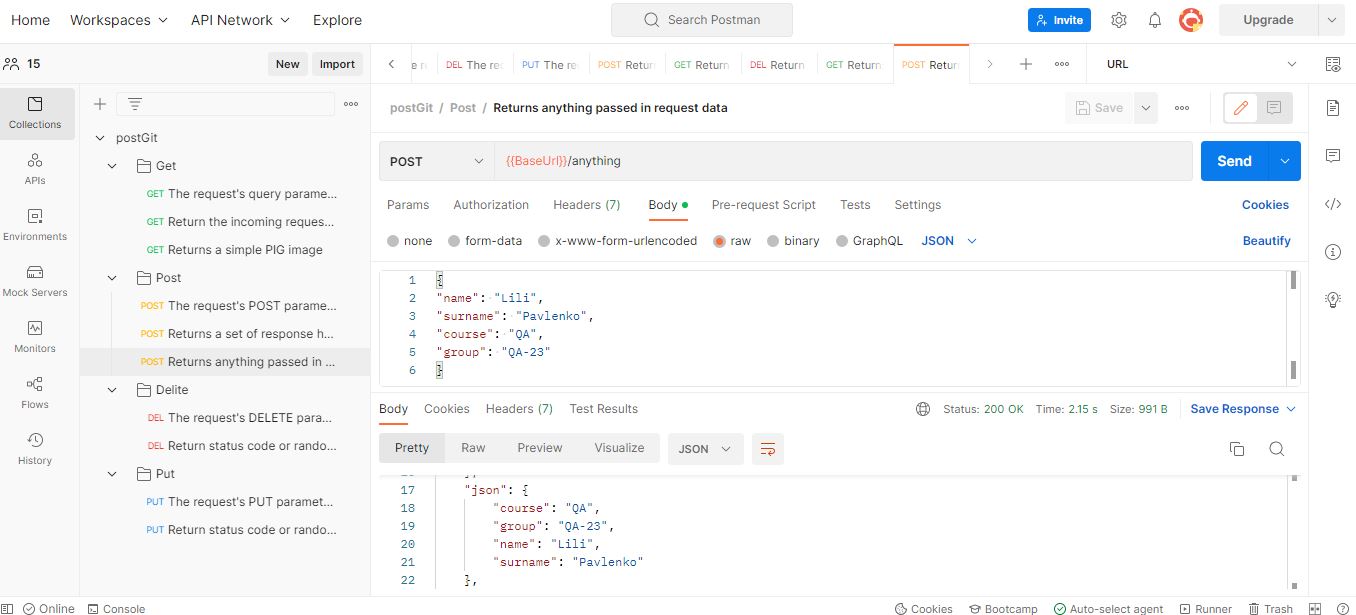 Home Workspaces API Network Explore Search Postman Invite Upgrade
15 New Import DEL The re PUT The re POST Return GET Return DEL Return GET Return POST Return URL
Collections
APIs
Environments
Mock Servers
Monitors
Flows
History
postGit
Get
GET The request's query parame...
GET Return the incoming reques...
GET Returns a simple PIG image
Post
POST The request's POST parame...
POST Returns a set of response h...
POST Returns anything passed in ...
Delite
DEL The request's DELETE para...
DEL Return status code or rando...
Put
PUT The request's PUT paramet...
PUT Return status code or rando...
postGit / Post / Returns anything passed in request data Save
POST {{BaseUrl}}/anything Send
Params Authorization Headers (7) Body Pre-request Script Tests Settings Cookies
none form-data x-www-form-urlencoded raw binary GraphQL JSON Beautify
1 {
2 "name": "Lili",
3 "surname": "Pavlenko",
4 "course": "QA",
5 "group": "QA-23"
6 }
Body Cookies Headers (7) Test Results Status: 200 OK Time: 2.15 s Size: 991 B Save Response
Pretty Raw Preview Visualize JSON
17 "json": {
18 "course": "QA",
19 "group": "QA-23",
20 "name": "Lili",
21 "surname": "Pavlenko"
22 },
Online Console Cookies Bootcamp Auto-select agent Runner Trash